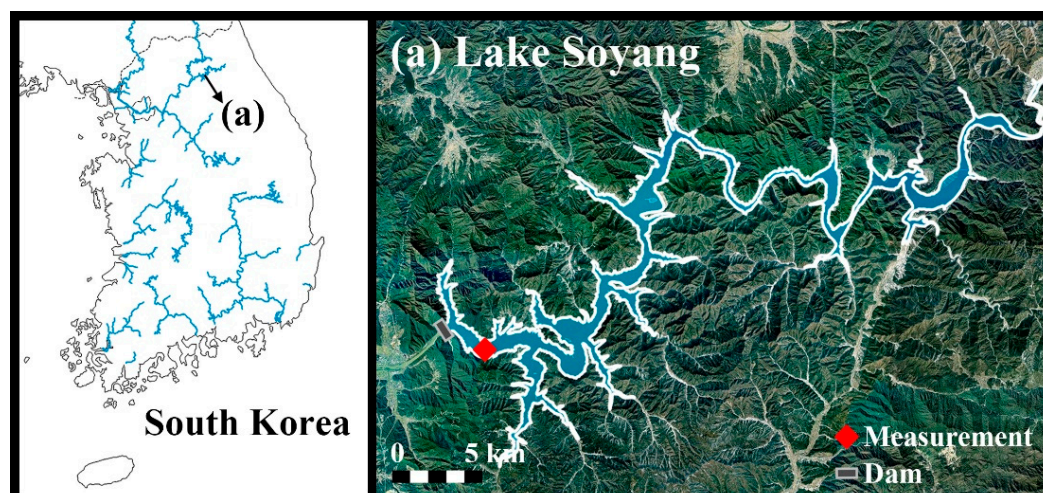 (a)
South Korea
(a) Lake Soyang
0 5 km
Measurement
Dam